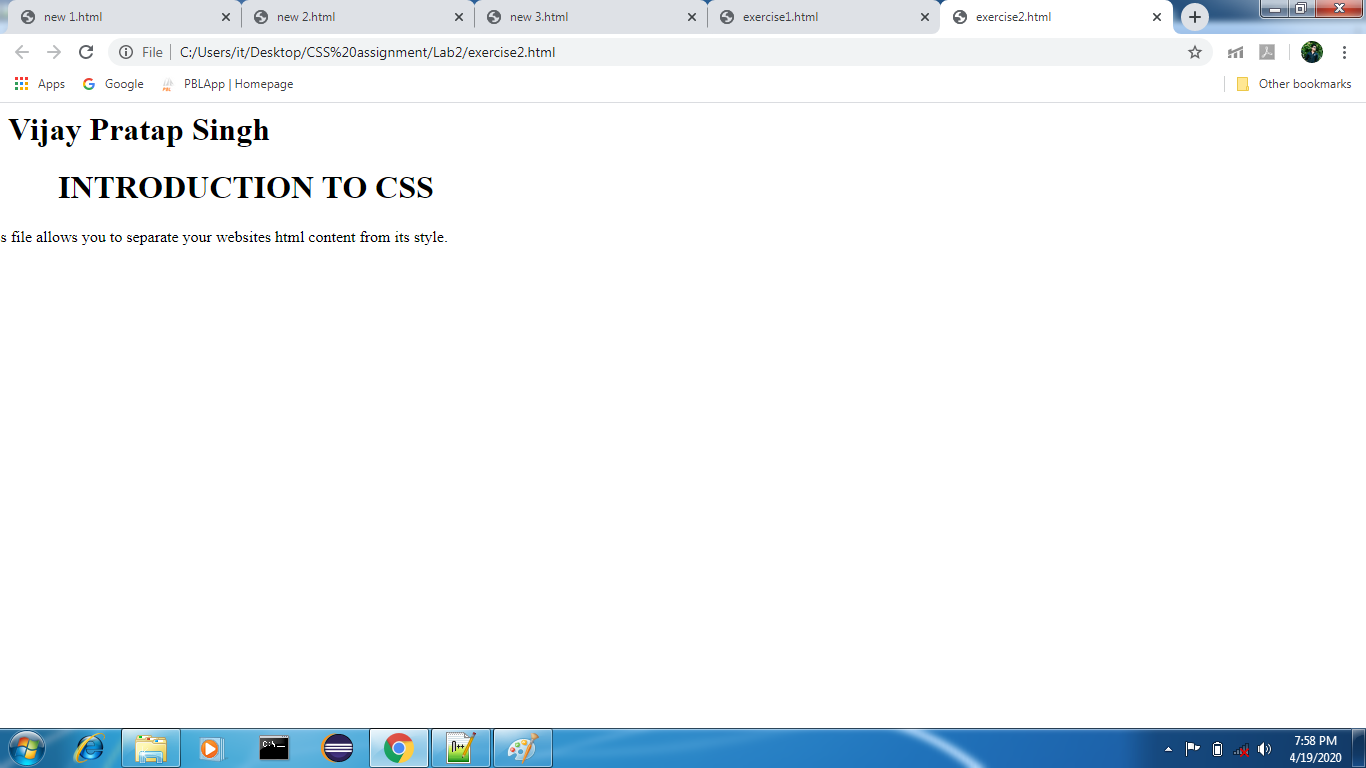 new 1.html
new 2.html
new 3.html
exercise1.html
exercise2.html
File
C:/Users/it/Desktop/CSS%20assignment/Lab2/exercise2.html
Apps
Google
PBL
PBLApp | Homepage
Other bookmarks
Vijay Pratap Singh
INTRODUCTION TO CSS
s file allows you to separate your websites html content from its style.
C:\_
7:58 PM
4/19/2020